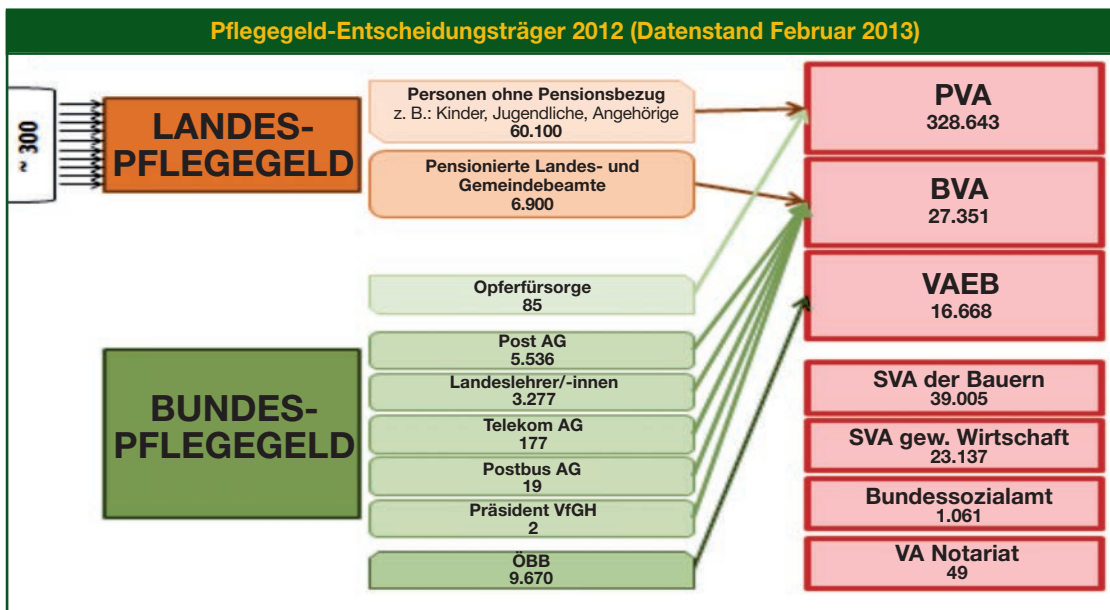 Pflegegeld-Entscheidungsträger 2012 (Datenstand Februar 2013)
~ 300
LANDES-
PFLEGEGELD
Personen ohne Pensionsbezug
z. B.: Kinder, Jugendliche, Angehörige
60.100
Pensionierte Landes- und
Gemeindebeamte
6.900
BUNDES-
PFLEGEGELD
Opferfürsorge
85
Post AG
5.536
Landeslehrer/-innen
3.277
Telekom AG
177
Postbus AG
19
Präsident VfGH
2
ÖBB
9.670
PVA
328.643
BVA
27.351
VAEB
16.668
SVA der Bauern
39.005
SVA gew. Wirtschaft
23.137
Bundessozialamt
1.061
VA Notariat
49